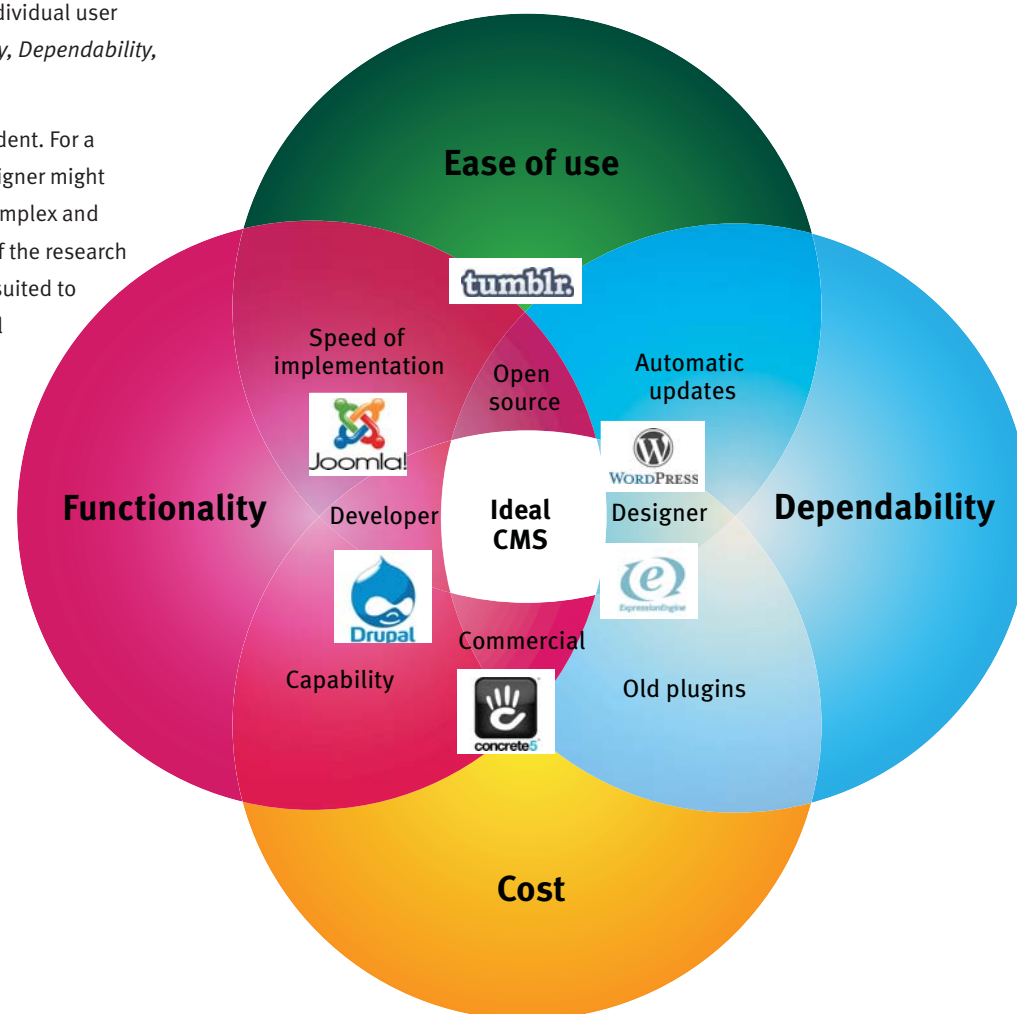 dividual user
y, Dependability,
dent. For a
igner might
mplex and
f the research
suited to
Ease of use
tumblr.
Speed of
implementation
Open
source
Automatic
updates
Joomla!
WORDPRESS
Functionality
Developer
Ideal
CMS
Designer
Dependability
Drupal
ExpressionEngine
Commercial
Capability
Old plugins
concrete5
Cost